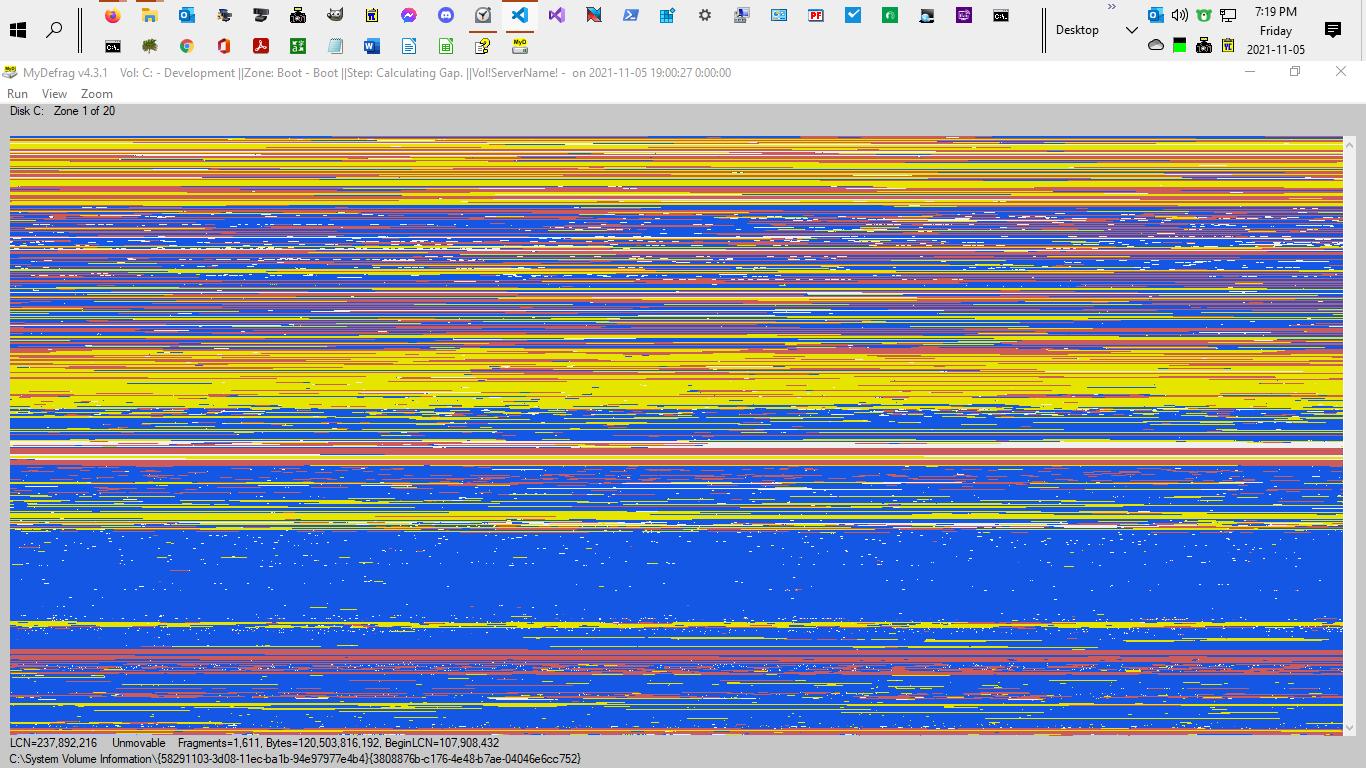 7:19 PM
Desktop
Friday
2021-11-05
MyDefrag v4.3.1 Vol: C: - Development ||Zone: Boot - Boot ||Step: Calculating Gap. ||Vol!ServerName! - on 2021-11-05 19:00:27 0:00:00
Run View Zoom
Disk C: Zone 1 of 20
LCN=237,892,216 Unmovable Fragments=1,611, Bytes=120,503,816,192, BeginLCN=107,908,432
C:\System Volume Information\{58291103-3d08-11ec-ba1b-94e97977e4b4}{3808876b-c176-4e48-b7ae-04046e6cc752}